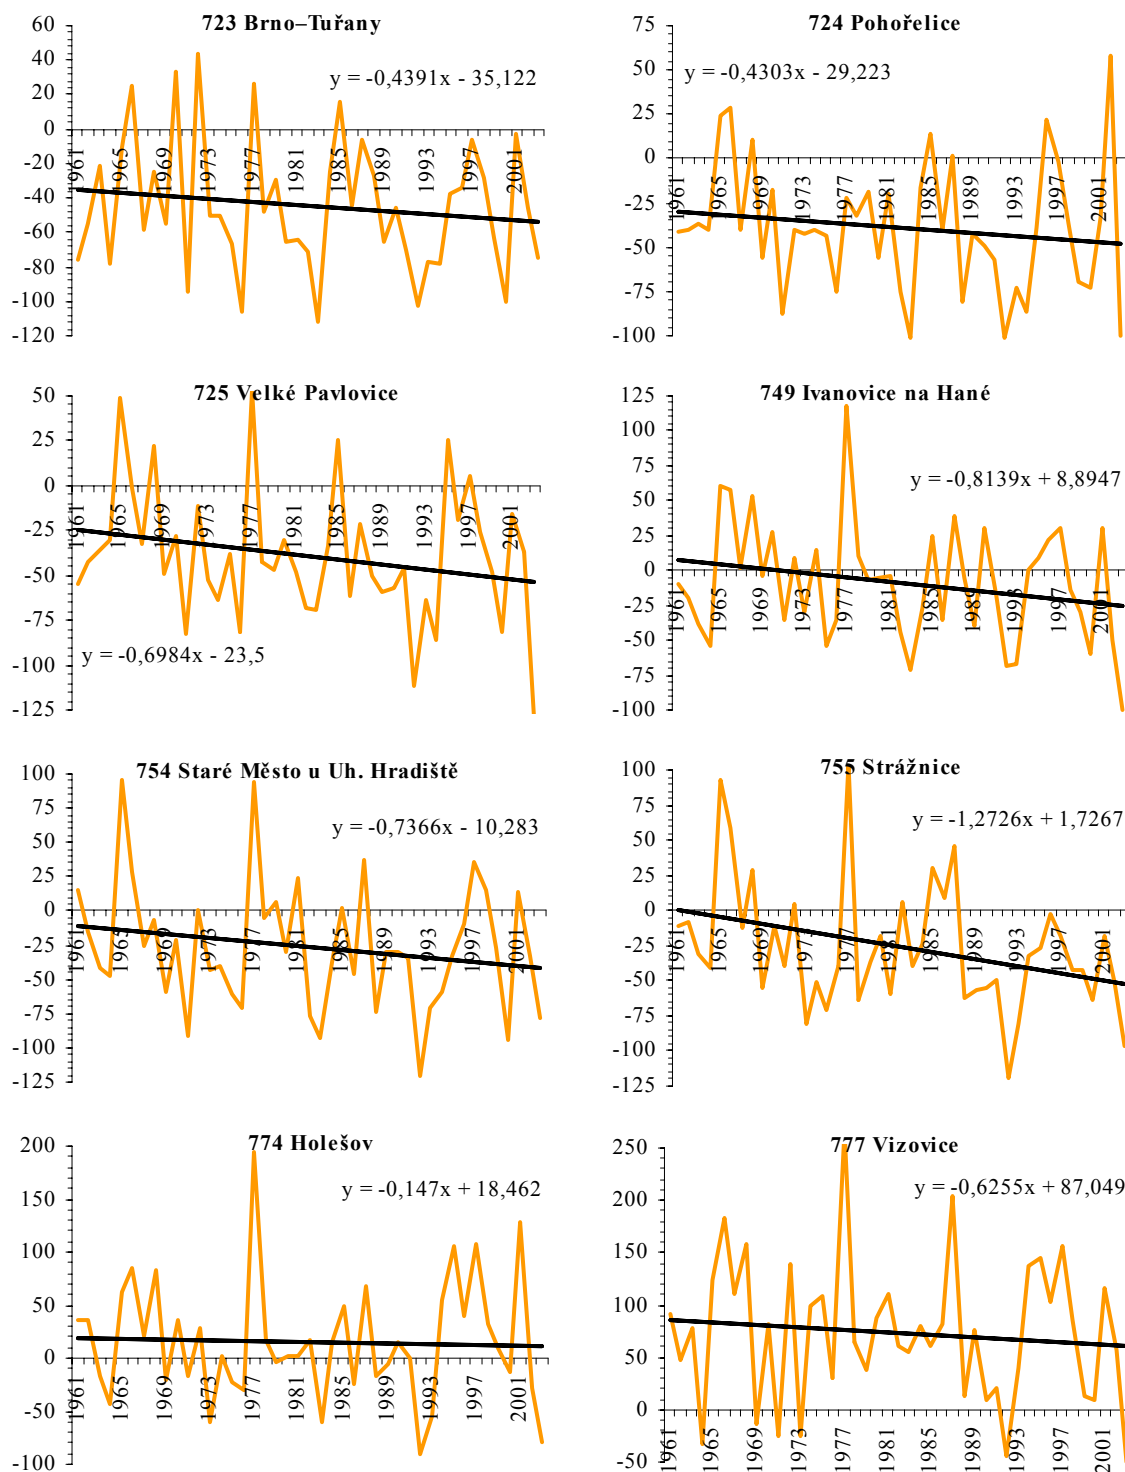 723 Brno–Tuřany
60
40
20
0
-20
-40
-60
-80
-100
-120
y = -0,4391x - 35,122
1961 1965 1969 1973 1977 1981 1985 1989 1993 1997 2001
724 Pohořelice
75
50
25
0
-25
-50
-75
-100
y = -0,4303x - 29,223
1961 1965 1969 1973 1977 1981 1985 1989 1993 1997 2001
725 Velké Pavlovice
50
25
0
-25
-50
-75
-100
-125
y = -0,6984x - 23,5
1961 1965 1969 1973 1977 1981 1985 1989 1993 1997 2001
749 Ivanovice na Hané
125
100
75
50
25
0
-25
-50
-75
-100
y = -0,8139x + 8,8947
1961 1965 1969 1973 1977 1981 1985 1989 1993 1997 2001
754 Staré Město u Uh. Hradiště
100
75
50
25
0
-25
-50
-75
-100
-125
y = -0,7366x - 10,283
1961 1965 1969 1973 1977 1981 1985 1989 1993 1997 2001
755 Strážnice
100
75
50
25
0
-25
-50
-75
-100
-125
y = -1,2726x + 1,7267
1961 1965 1969 1973 1977 1981 1985 1989 1993 1997 2001
774 Holešov
200
150
100
50
0
-50
-100
y = -0,147x + 18,462
1961 1965 1969 1973 1977 1981 1985 1989 1993 1997 2001
777 Vizovice
250
200
150
100
50
0
-50
y = -0,6255x + 87,049
1961 1965 1969 1973 1977 1981 1985 1989 1993 1997 2001